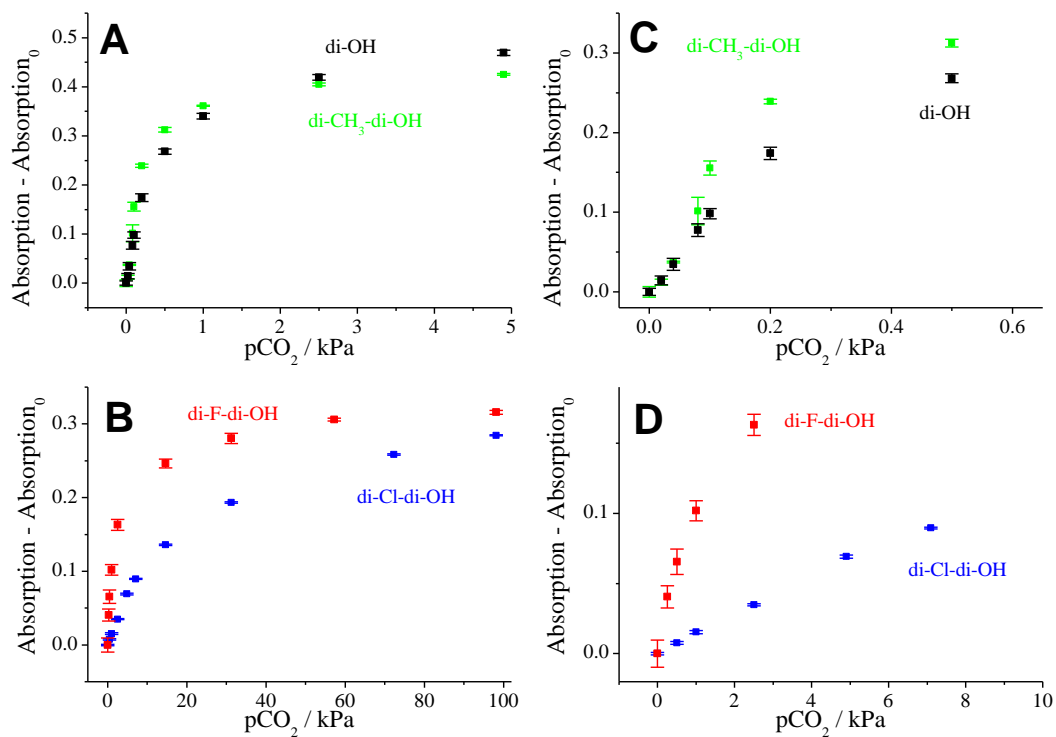 A
Absorption - Absorption₀
0.5
0.4
0.3
0.2
0.1
0.0
di-OH
di-CH₃-di-OH
0 1 2 3 4 5
pCO₂ / kPa
C
Absorption - Absorption₀
0.3
0.2
0.1
0.0
di-CH₃-di-OH
di-OH
0.0 0.2 0.4 0.6
pCO₂ / kPa
B
Absorption - Absorption₀
0.3
0.2
0.1
0.0
di-F-di-OH
di-Cl-di-OH
0 20 40 60 80 100
pCO₂ / kPa
D
Absorption - Absorption₀
0.1
0.0
di-F-di-OH
di-Cl-di-OH
0 2 4 6 8 10
pCO₂ / kPa